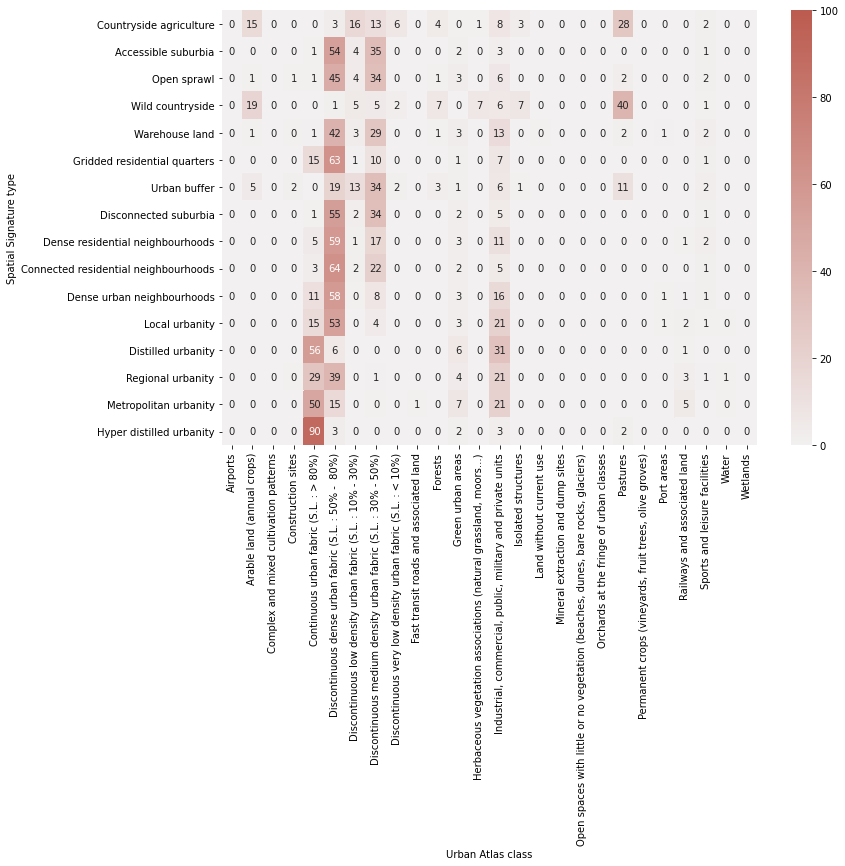 Countryside agriculture 0 15 0 0 0 3 16 13 6 0 4 0 1 8 3 0 0 0 0 28 0 0 0 2 0 0
Accessible suburbia 0 0 0 0 1 54 4 35 0 0 0 2 0 3 0 0 0 0 0 0 0 0 0 1 0 0
Open sprawl 0 1 0 1 1 45 4 34 0 0 1 3 0 6 0 0 0 0 0 2 0 0 0 2 0 0
Wild countryside 0 19 0 0 0 1 5 5 2 0 7 0 7 6 7 0 0 0 0 40 0 0 0 1 0 0
Warehouse land 0 1 0 0 1 42 3 29 0 0 1 3 0 13 0 0 0 0 0 2 0 1 0 2 0 0
Gridded residential quarters 0 0 0 0 15 63 1 10 0 0 0 1 0 7 0 0 0 0 0 0 0 0 0 1 0 0
Urban buffer 0 5 0 2 0 19 13 34 2 0 3 1 0 6 1 0 0 0 0 11 0 0 0 2 0 0
Disconnected suburbia 0 0 0 0 1 55 2 34 0 0 0 2 0 5 0 0 0 0 0 0 0 0 0 1 0 0
Dense residential neighbourhoods 0 0 0 0 5 59 1 17 0 0 0 3 0 11 0 0 0 0 0 0 0 0 1 2 0 0
Connected residential neighbourhoods 0 0 0 0 3 64 2 22 0 0 0 2 0 5 0 0 0 0 0 0 0 0 0 1 0 0
Dense urban neighbourhoods 0 0 0 0 11 58 0 8 0 0 0 3 0 16 0 0 0 0 0 0 0 1 1 1 0 0
Local urbanity 0 0 0 0 15 53 0 4 0 0 0 3 0 21 0 0 0 0 0 0 0 1 2 1 0 0
Distilled urbanity 0 0 0 0 56 6 0 0 0 0 0 6 0 31 0 0 0 0 0 0 0 0 1 0 0 0
Regional urbanity 0 0 0 0 29 39 0 1 0 0 0 4 0 21 0 0 0 0 0 0 0 0 3 1 1 0
Metropolitan urbanity 0 0 0 0 50 15 0 0 0 1 0 7 0 21 0 0 0 0 0 0 0 0 5 0 0 0
Hyper distilled urbanity 0 0 0 0 90 3 0 0 0 0 0 2 0 3 0 0 0 0 0 2 0 0 0 0 0 0
Spatial Signature type
Airports
Arable land (annual crops)
Complex and mixed cultivation patterns
Construction sites
Continuous urban fabric (S.L. : > 80%)
Discontinuous dense urban fabric (S.L. : 50% -  80%)
Discontinuous low density urban fabric (S.L. : 10% - 30%)
Discontinuous medium density urban fabric (S.L. : 30% - 50%)
Discontinuous very low density urban fabric (S.L. : < 10%)
Fast transit roads and associated land
Forests
Green urban areas
Herbaceous vegetation associations (natural grassland, moors...)
Industrial, commercial, public, military and private units
Isolated structures
Land without current use
Mineral extraction and dump sites
Open spaces with little or no vegetation (beaches, dunes, bare rocks, glaciers)
Orchards at the fringe of urban classes
Pastures
Permanent crops (vineyards, fruit trees, olive groves)
Port areas
Railways and associated land
Sports and leisure facilities
Water
Wetlands
Urban Atlas class
100
80
60
40
20
0